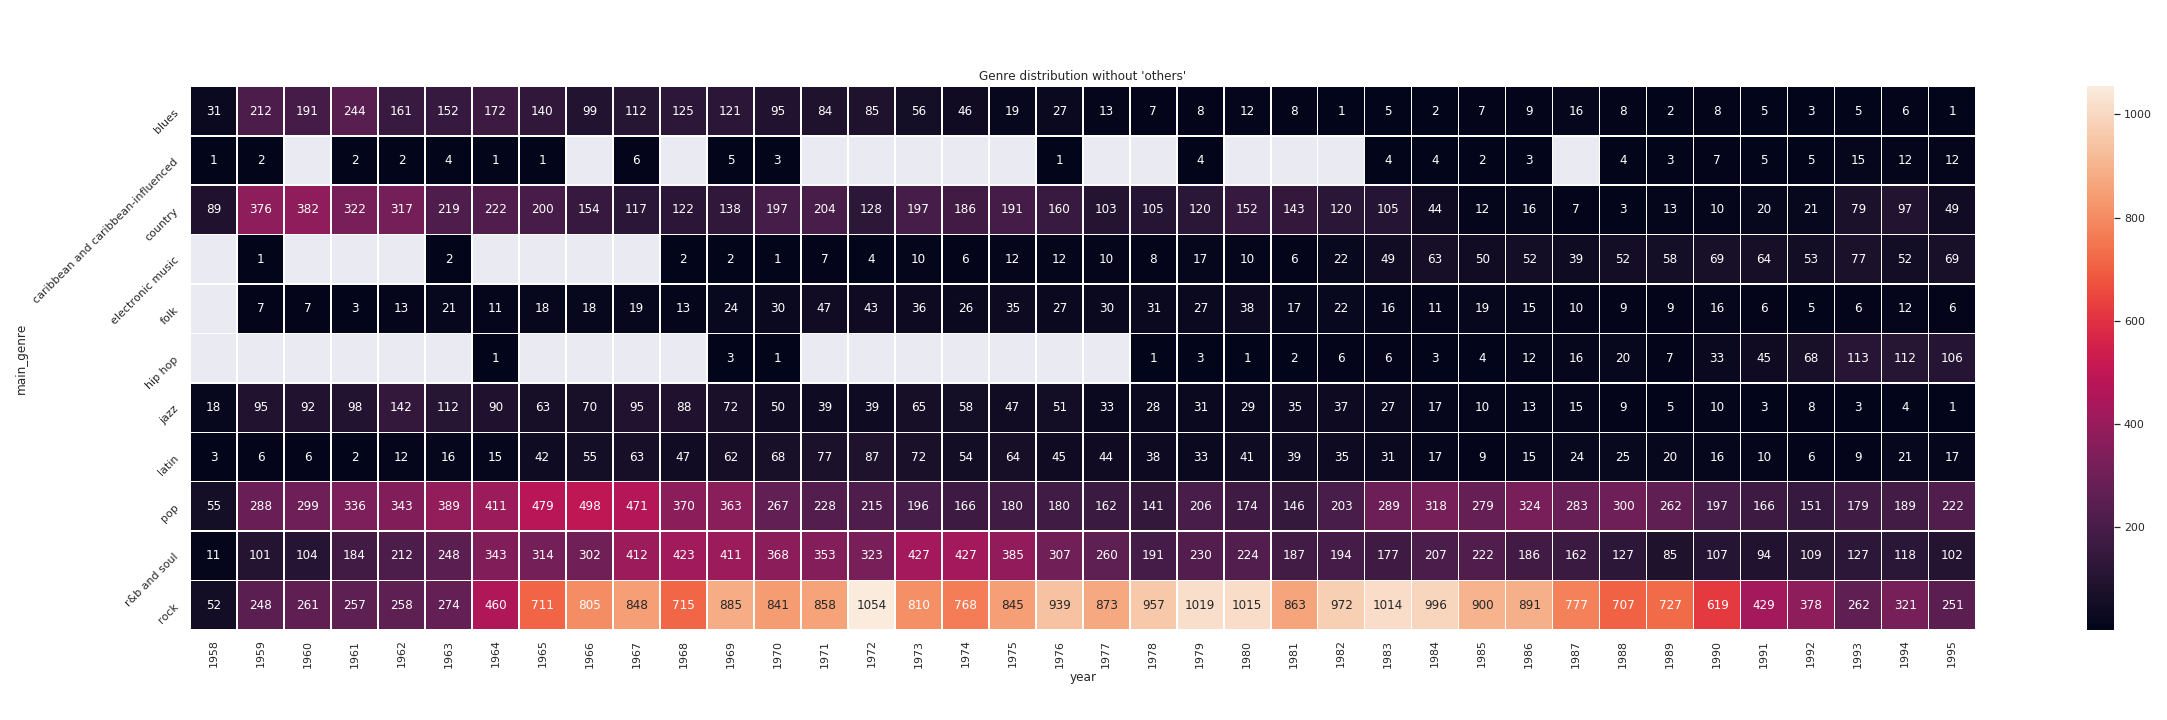 Genre distribution without 'others'
blues 31 212 191 244 161 152 172 140 99 112 125 121 95 84 85 56 46 19 27 13 7 8 12 8 1 5 2 7 9 16 8 2 8 5 3 5 6 1
caribbean and caribbean-influenced 1 2 2 2 4 1 1 6 5 3 1 4 4 4 2 3 4 3 7 5 5 15 12 12
country 89 376 382 322 317 219 222 200 154 117 122 138 197 204 128 197 186 191 160 103 105 120 152 143 120 105 44 12 16 7 3 13 10 20 21 79 97 49
electronic music 1 2 2 2 1 7 4 10 6 12 12 10 8 17 10 6 22 49 63 50 52 39 52 58 69 64 53 77 52 69
folk 7 7 3 13 21 11 18 18 19 13 24 30 47 43 36 26 35 27 30 31 27 38 17 22 16 11 19 15 10 9 9 16 6 5 6 12 6
hip hop 1 3 1 1 3 1 2 6 6 3 4 12 16 20 7 33 45 68 113 112 106
jazz 18 95 92 98 142 112 90 63 70 95 88 72 50 39 39 65 58 47 51 33 28 31 29 35 37 27 17 10 13 15 9 5 10 3 8 3 4 1
latin 3 6 6 2 12 16 15 42 55 63 47 62 68 77 87 72 54 64 45 44 38 33 41 39 35 31 17 9 15 24 25 20 16 10 6 9 21 17
pop 55 288 299 336 343 389 411 479 498 471 370 363 267 228 215 196 166 180 180 162 141 206 174 146 203 289 318 279 324 283 300 262 197 166 151 179 189 222
r&b and soul 11 101 104 184 212 248 343 314 302 412 423 411 368 353 323 427 427 385 307 260 191 230 224 187 194 177 207 222 186 162 127 85 107 94 109 127 118 102
rock 52 248 261 257 258 274 460 711 805 848 715 885 841 858 1054 810 768 845 939 873 957 1019 1015 863 972 1014 996 900 891 777 707 727 619 429 378 262 321 251
1958 1959 1960 1961 1962 1963 1964 1965 1966 1967 1968 1969 1970 1971 1972 1973 1974 1975 1976 1977 1978 1979 1980 1981 1982 1983 1984 1985 1986 1987 1988 1989 1990 1991 1992 1993 1994 1995
year
main_genre
1000
800
600
400
200